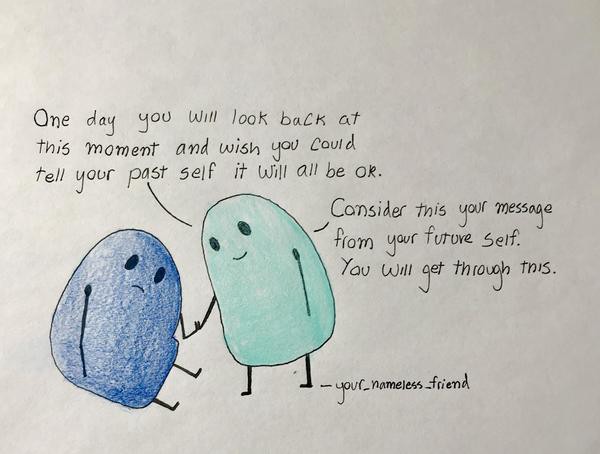 One day you will look back at
this moment and wish you could
tell your past self it will all be ok.
Consider this your message
from your future self.
You will get through this.
-your_nameless_friend